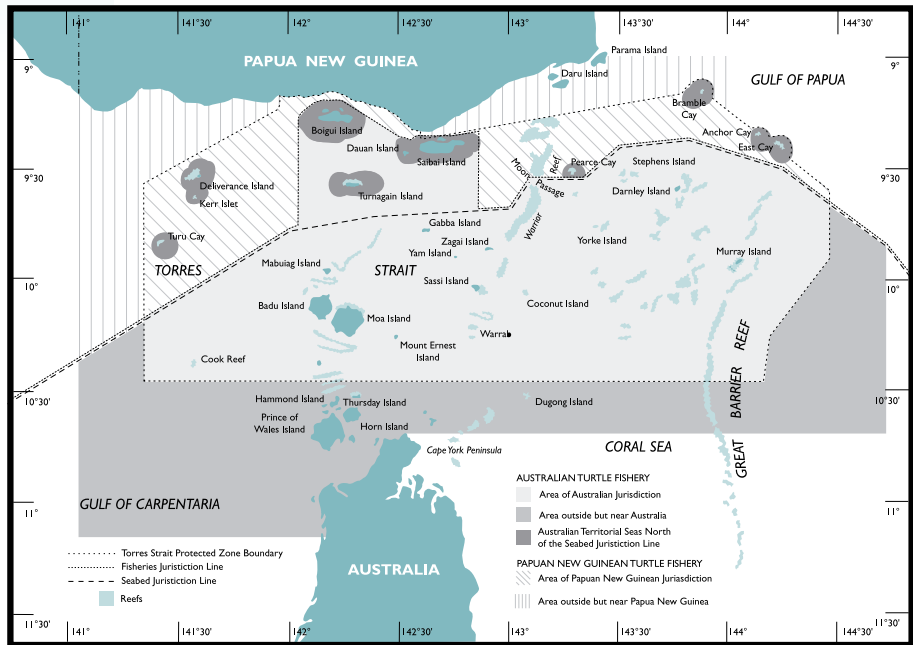 141°
141°30'
142°
142°30'
143°
143°30'
144°
144°30'
9°
9°
PAPUA NEW GUINEA
Parama Island
Daru Island
GULF OF PAPUA
Bramble
Cay
Boigui Island
Anchor Cay
Dauan Island
East Cay
Saibai Island
Moon
Passage
Reef
Warrior
Pearce Cay
Stephens Island
9°30'
9°30'
Deliverance Island
Kerr Islet
Turnagain Island
Darnley Island
Gabba Island
Turu Cay
Zagai Island
Yorke Island
Yam Island
Murray Island
Mabuiag Island
TORRES
STRAIT
10°
10°
Sassi Island
Badu Island
Coconut Island
Moa Island
Warrab
Mount Ernest
Island
Cook Reef
10°30'
10°30'
Hammond Island
Thursday Island
Dugong Island
Prince of
Wales Island
Horn Island
Cape York Peninsula
CORAL SEA
GREAT BARRIER REEF
GULF OF CARPENTARIA
11°
11°
AUSTRALIAN TURTLE FISHERY
Area of Australian Jurisdiction
Area outside but near Australia
Australian Territorial Seas North
of the Seabed Juristiction Line
PAPUAN NEW GUINEAN TURTLE FISHERY
Area of Papuan New Guinean Juriasdiction
Area outside but near Papua New Guinea
Torres Strait Protected Zone Boundary
Fisheries Juristiction Line
Seabed Juristiction Line
Reefs
AUSTRALIA
11°30'
11°30'
141°
141°30'
142°
142°30'
143°
143°30'
144°
144°30'